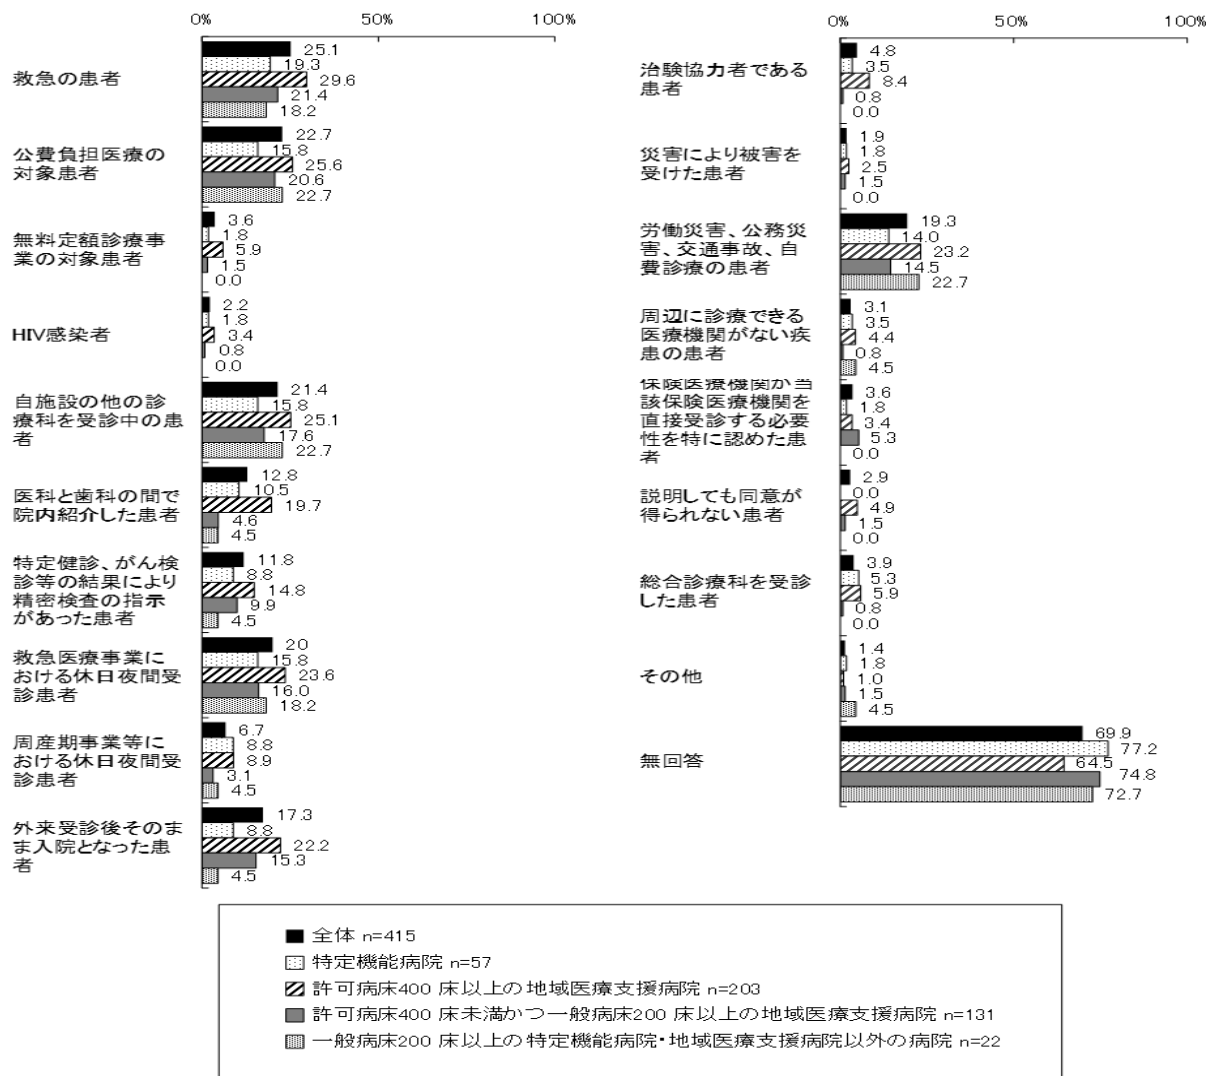 0%
50%
100%
救急の患者
25.1
19.3
29.6
21.4
18.2
公費負担医療の
対象患者
22.7
15.8
25.6
20.6
22.7
無料定額診療事
業の対象患者
3.6
1.8
5.9
1.5
0.0
HIV感染者
2.2
1.8
3.4
0.8
0.0
自施設の他の診
療科を受診中の患
者
21.4
15.8
25.1
17.6
22.7
医科と歯科の間で
院内紹介した患者
12.8
10.5
19.7
4.6
4.5
特定健診、がん検
診等の結果により
精密検査の指示
があった患者
11.8
8.8
14.8
9.9
4.5
救急医療事業に
おける休日夜間受
診患者
20
15.8
23.6
16.0
18.2
周産期事業等に
おける休日夜間受
診患者
6.7
8.8
8.9
3.1
4.5
外来受診後そのま
ま入院となった患
者
17.3
8.8
22.2
15.3
4.5
0%
50%
100%
治験協力者である
患者
4.8
3.5
8.4
0.8
0.0
災害により被害を
受けた患者
1.9
1.8
2.5
1.5
0.0
労働災害、公務災
害、交通事故、自
費診療の患者
19.3
14.0
23.2
14.5
22.7
周辺に診療できる
医療機関がない疾
患の患者
3.1
3.5
4.4
0.8
4.5
保険医療機関が当
該保険医療機関を
直接受診する必要
性を特に認めた患
者
3.6
1.8
3.4
5.3
0.0
説明しても同意が
得られない患者
2.9
0.0
4.9
1.5
0.0
総合診療科を受診
した患者
3.9
5.3
5.9
0.8
0.0
その他
1.4
1.8
1.0
1.5
4.5
無回答
69.9
77.2
64.5
74.8
72.7
全体 n=415
特定機能病院 n=57
許可病床400 床以上の地域医療支援病院 n=203
許可病床400 床未満かつ一般病床200 床以上の地域医療支援病院 n=131
一般病床200 床以上の特定機能病院・地域医療支援病院以外の病院 n=22